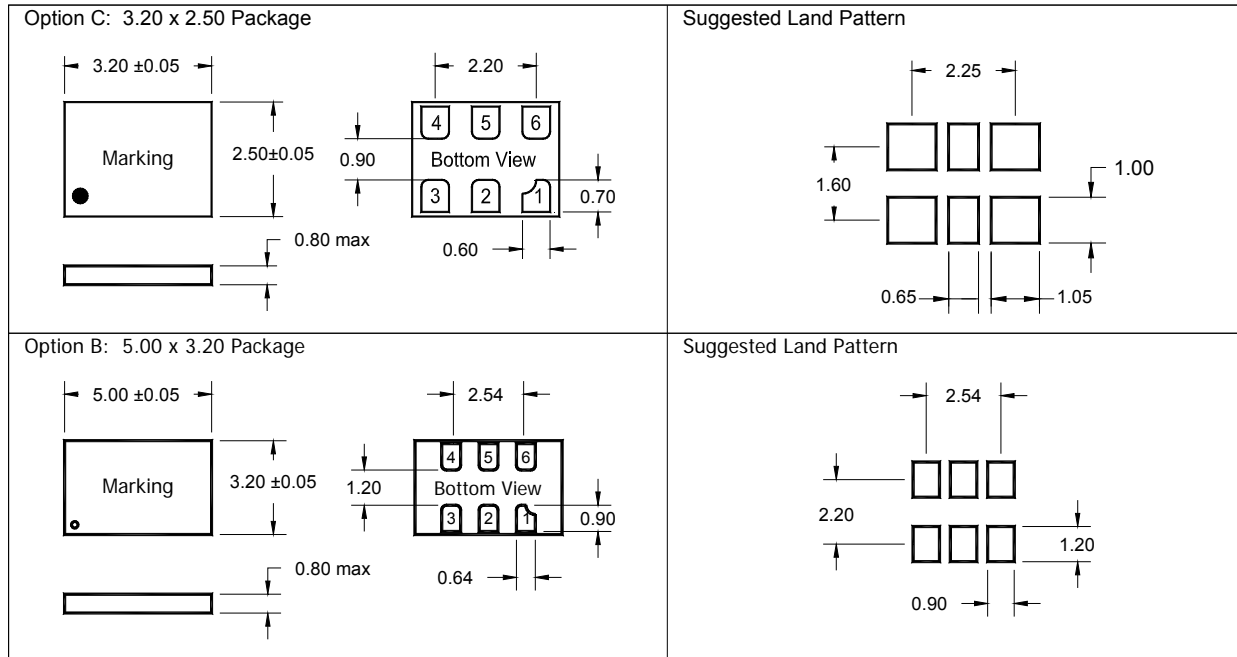 Option C: 3.20 x 2.50 Package
3.20 ±0.05
Marking
2.50±0.05
0.80 max
2.20
4 5 6
0.90
Bottom View
3 2 1
0.70
0.60
Suggested Land Pattern
2.25
1.60
1.00
0.65
1.05
Option B: 5.00 x 3.20 Package
5.00 ±0.05
Marking
3.20 ±0.05
0.80 max
2.54
4 5 6
1.20
Bottom View
3 2 1
0.90
0.64
Suggested Land Pattern
2.54
2.20
1.20
0.90